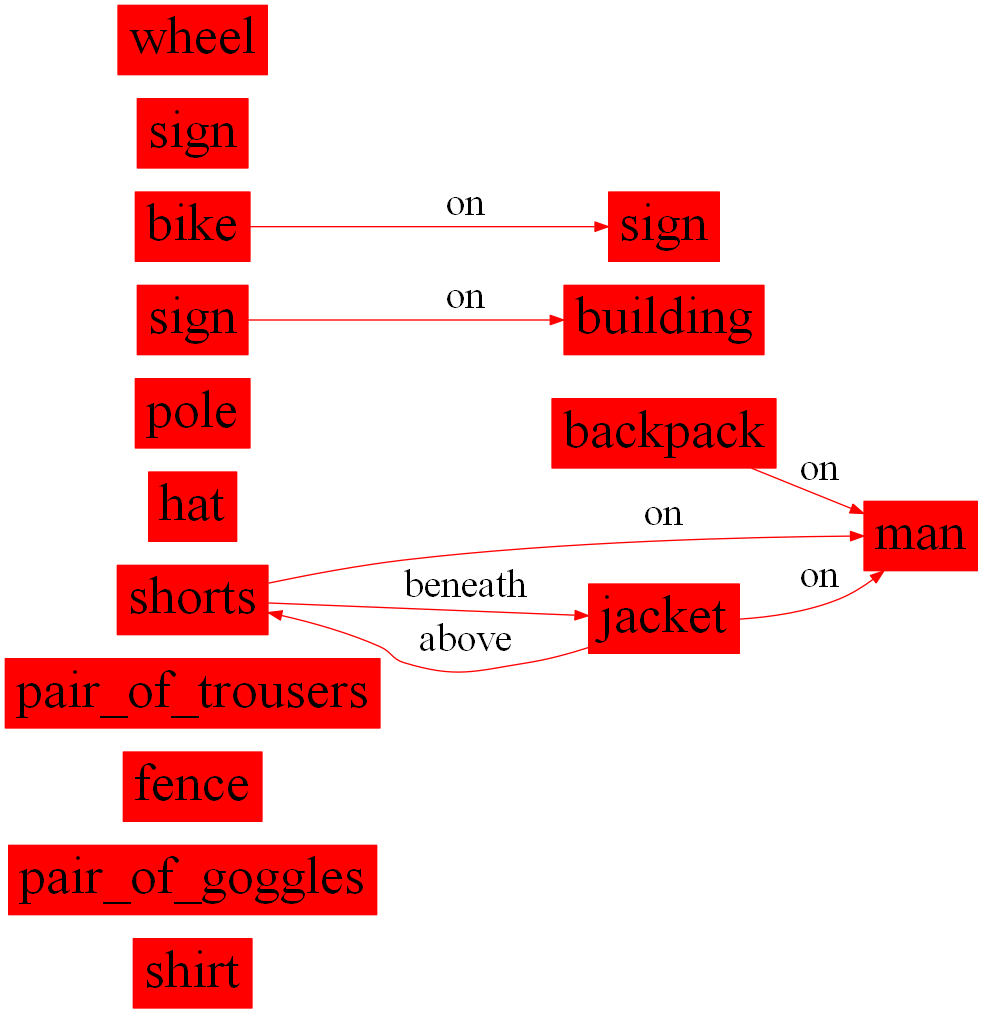 wheel
sign
bike
on
sign
sign
on
building
pole
backpack
on
hat
on
man
shorts
beneath
jacket
on
above
pair_of_trousers
fence
pair_of_goggles
shirt